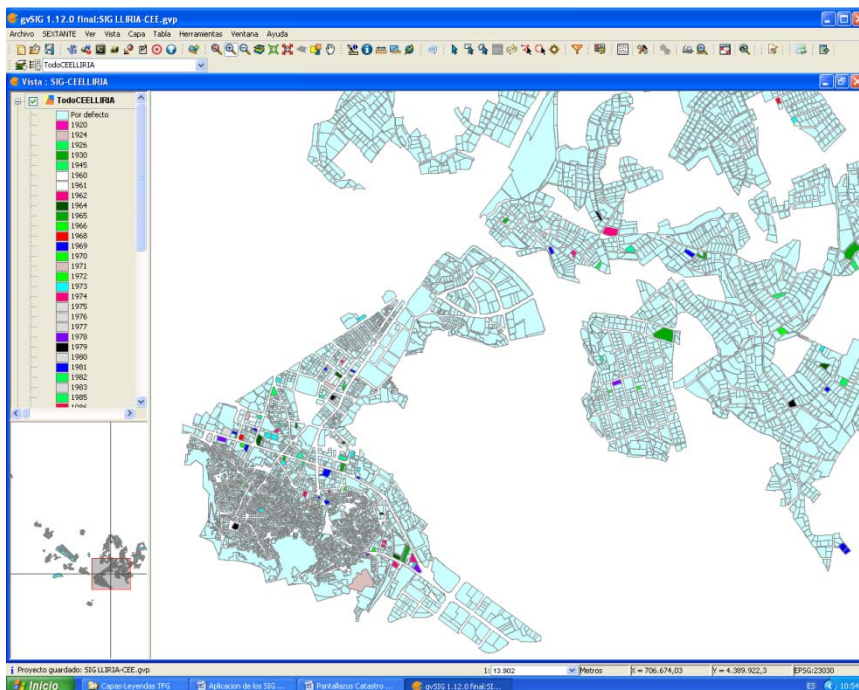 gvSIG 1.12.0 final:SIG LLIRIA-CEE.gvp
Archivo SEXTANTE Ver Vista Capa Tabla Herramientas Ventana Ayuda
TodoCEELLIRIA
Vista : SIG-CEELLIRIA
TodoCEELLIRIA
Por defecto
1920
1924
1926
1930
1945
1960
1961
1962
1964
1965
1966
1968
1969
1970
1971
1972
1973
1974
1975
1976
1977
1978
1979
1980
1981
1982
1983
1985
1986
Proyecto guardado: SIG LLIRIA-CEE.gvp
1: 13.902
Metros
X = 706.674,03
Y = 4.389.922,3
EPSG:23030
Inicio
Capas-Leyendas TFG
Aplicacion de los SIG ...
Pantallazos Catastro ...
gvSIG 1.12.0 final:SI...
ES
10:54